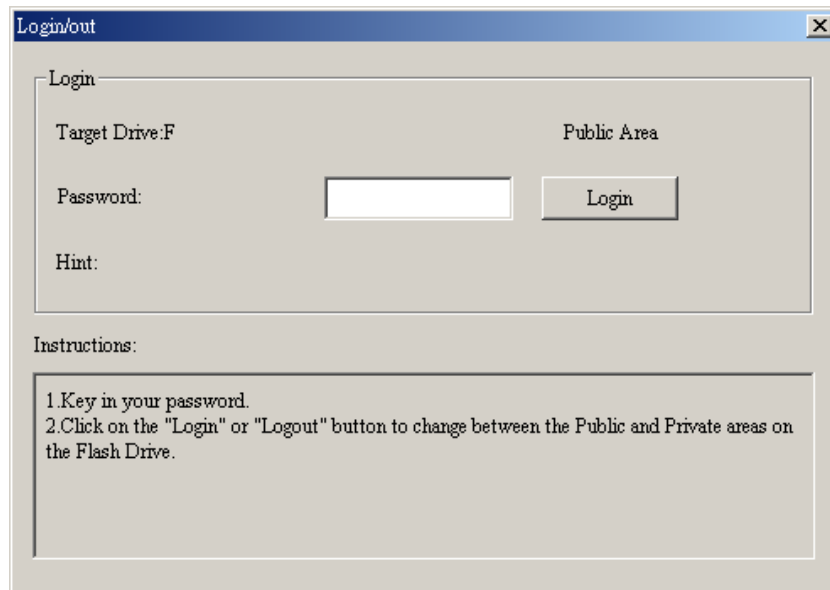 Login/out
Login
Target Drive:F
Public Area
Password:
Login
Hint:
Instructions:
1.Key in your password.
2.Click on the "Login" or "Logout" button to change between the Public and Private areas on
the Flash Drive.